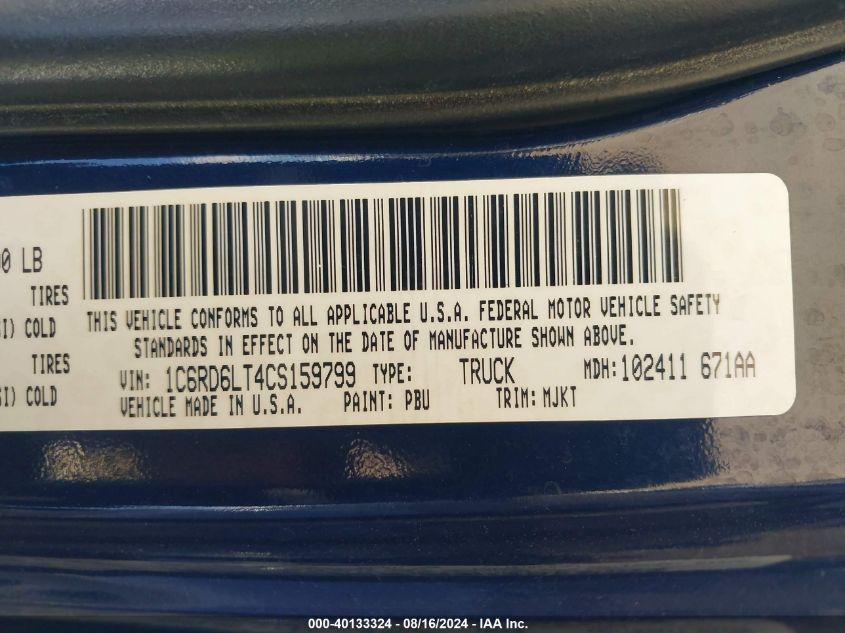 0 LB
TIRES
THIS VEHICLE CONFORMS TO ALL APPLICABLE U.S.A. FEDERAL MOTOR VEHICLE SAFETY
SI) COLD
STANDARDS IN EFFECT ON THE DATE OF MANUFACTURE SHOWN ABOVE.
TIRES
VIN: 1C6RD6LT4CS159799 TYPE: TRUCK MDH: 102411 671AA
SI) COLD
VEHICLE MADE IN U.S.A. PAINT: PBU TRIM: MJKT
000-40133324 - 08/16/2024 - IAA Inc.